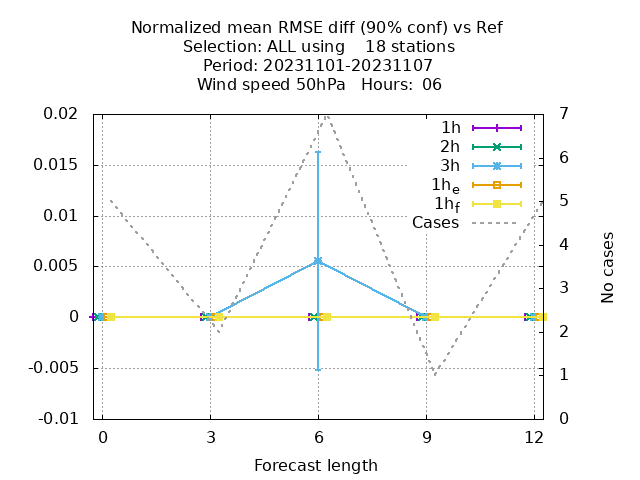 Normalized mean RMSE diff (90% conf) vs Ref
Selection: ALL using    18 stations
Period: 20231101-20231107
Wind speed 50hPa   Hours:  06
0.02
0.015
0.01
0.005
0
-0.005
-0.01
7
6
5
4
3
2
1
0
1h
2h
3h
1he
1hf
Cases
No cases
0 3 6 9 12
Forecast length